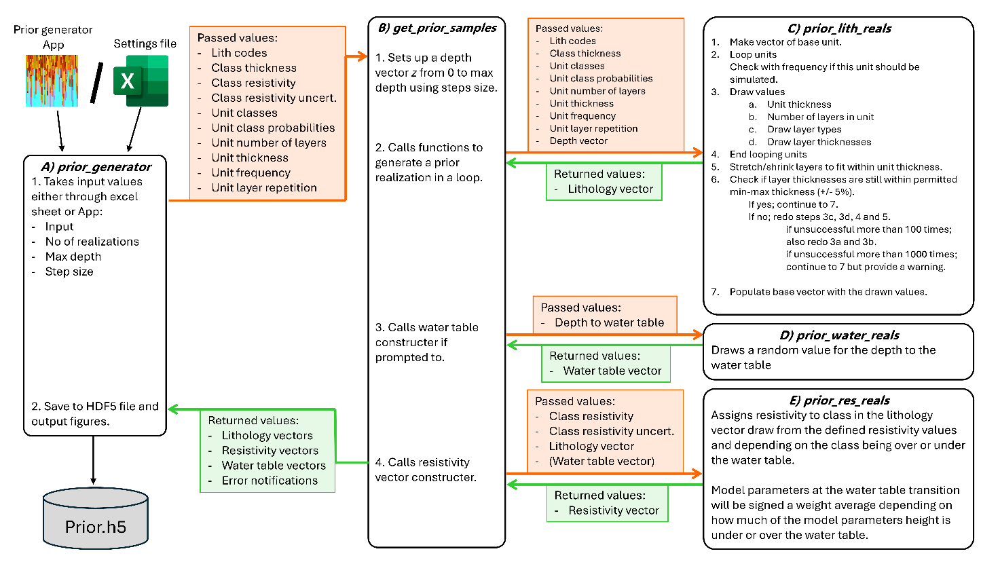 Prior generator
App
Settings file
X
A) prior_generator
1. Takes input values
either through excel
sheet or App:
- Input
- No of realizations
- Max depth
- Step size
2. Save to HDF5 file and
output figures.
Prior.h5
Passed values:
- Lith codes
- Class thickness
- Class resistivity
- Class resistivity uncert.
- Unit classes
- Unit class probabilities
- Unit number of layers
- Unit thickness
- Unit frequency
- Unit layer repetition
Returned values:
- Lithology vectors
- Resistivity vectors
- Water table vectors
- Error notifications
B) get_prior_samples
1. Sets up a depth
vector z from 0 to max
depth using steps size.
2. Calls functions to
generate a prior
realization in a loop.
3. Calls water table
constructer if
prompted to.
4. Calls resistivity
vector constructer.
Passed values:
- Lith codes
- Class thickness
- Unit classes
- Unit class probabilities
- Unit number of layers
- Unit thickness
- Unit frequency
- Unit layer repetition
- Depth vector
Returned values:
- Lithology vector
Passed values:
- Depth to water table
Returned values:
- Water table vector
Passed values:
- Class resistivity
- Class resistivity uncert.
- Lithology vector
- (Water table vector)
Returned values:
- Resistivity vector
C) prior_lith_reals
1. Make vector of base unit.
2. Loop units
Check with frequency if this unit should be
simulated.
3. Draw values
a. Unit thickness
b. Number of layers in unit
c. Draw layer types
d. Draw layer thicknesses
4. End looping units
5. Stretch/shrink layers to fit within unit thickness.
6. Check if layer thicknesses are still within permitted
min-max thickness (+/- 5%).
If yes; continue to 7.
If no; redo steps 3c, 3d, 4 and 5.
if unsuccessful more than 100 times;
also redo 3a and 3b.
if unsuccessful more than 1000 times;
continue to 7 but provide a warning.
7. Populate base vector with the drawn values.
D) prior_water_reals
Draws a random value for the depth to the
water table
E) prior_res_reals
Assigns resistivity to class in the lithology
vector draw from the defined resistivity values
and depending on the class being over or under
the water table.
Model parameters at the water table transition
will be signed a weight average depending on
how much of the model parameters height is
under or over the water table.